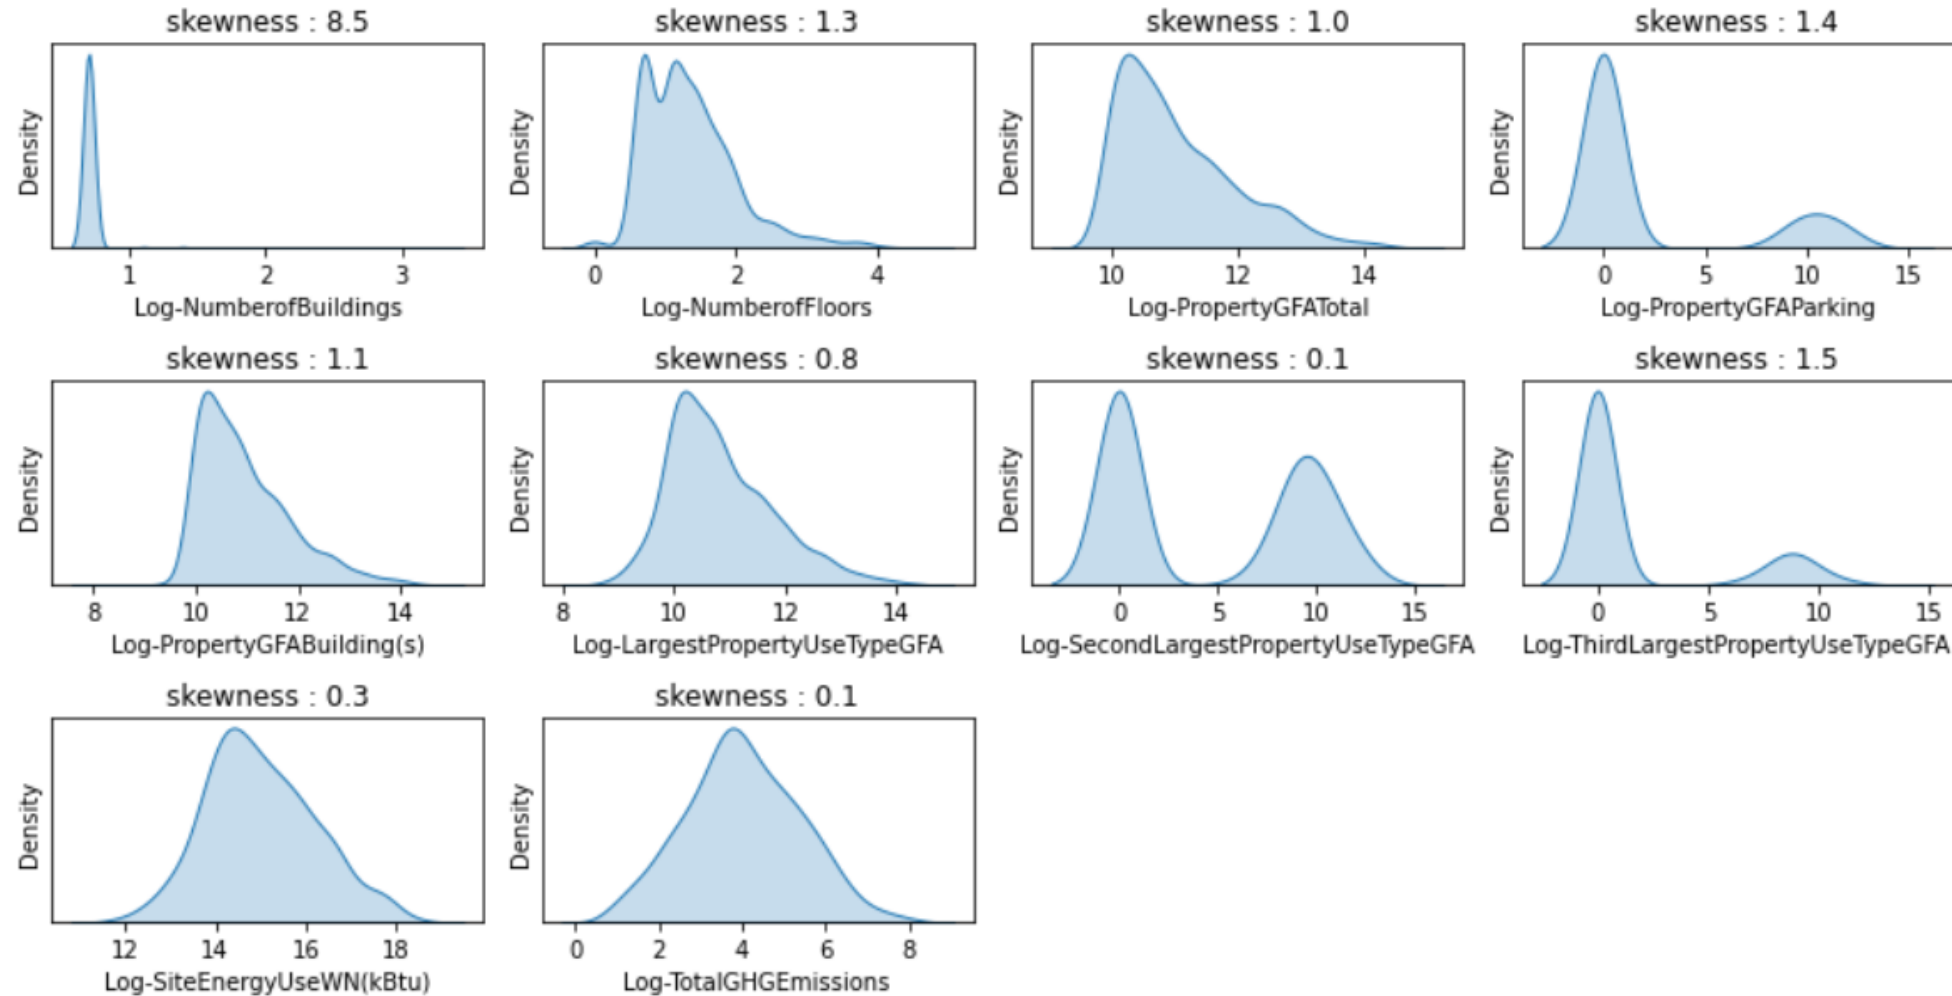 skewness : 8.5
Density
1 2 3
Log-NumberofBuildings
skewness : 1.3
Density
0 2 4
Log-NumberofFloors
skewness : 1.0
Density
10 12 14
Log-PropertyGFATotal
skewness : 1.4
Density
0 5 10 15
Log-PropertyGFAParking
skewness : 1.1
Density
8 10 12 14
Log-PropertyGFABuilding(s)
skewness : 0.8
Density
8 10 12 14
Log-LargestPropertyUseTypeGFA
skewness : 0.1
Density
0 5 10 15
Log-SecondLargestPropertyUseTypeGFA
skewness : 1.5
Density
0 5 10 15
Log-ThirdLargestPropertyUseTypeGFA
skewness : 0.3
Density
12 14 16 18
Log-SiteEnergyUseWN(kBtu)
skewness : 0.1
Density
0 2 4 6 8
Log-TotalGHGEmissions